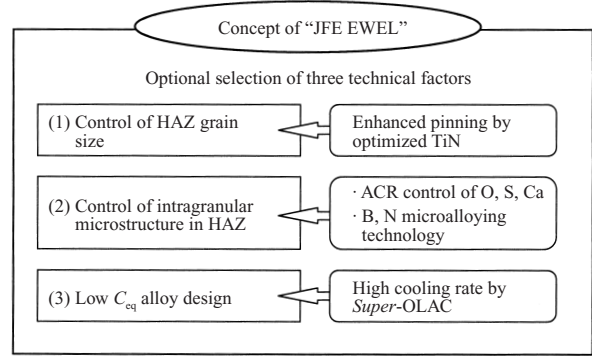 Concept of “JFE EWEL”
Optional selection of three technical factors
(1) Control of HAZ grain
size
Enhanced pinning by
optimized TiN
(2) Control of intragranular
microstructure in HAZ
· ACR control of O, S, Ca
· B, N microalloying
technology
(3) Low Ceq alloy design
High cooling rate by
Super-OLAC